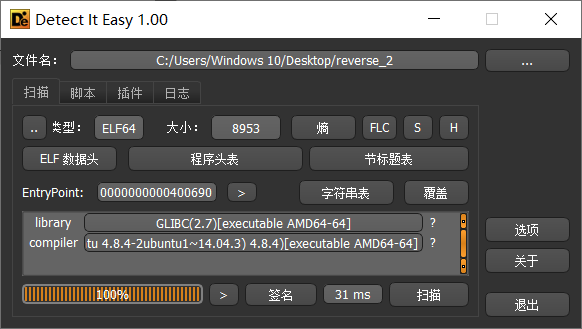 Detect It Easy 1.00
文件名： C:/Users/Windows 10/Desktop/reverse_2 ...
扫描 脚本 插件 日志
.. 类型： ELF64 大小： 8953 熵 FLC S H
ELF 数据头 程序头表 节标题表
EntryPoint: 0000000000400690 > 字符串表 覆盖
library GLIBC(2.7)[executable AMD64-64] ?
compiler tu 4.8.4-2ubuntu1~14.04.3) 4.8.4)[executable AMD64-64] ?
选项
关于
100% > 签名 31 ms 扫描 退出